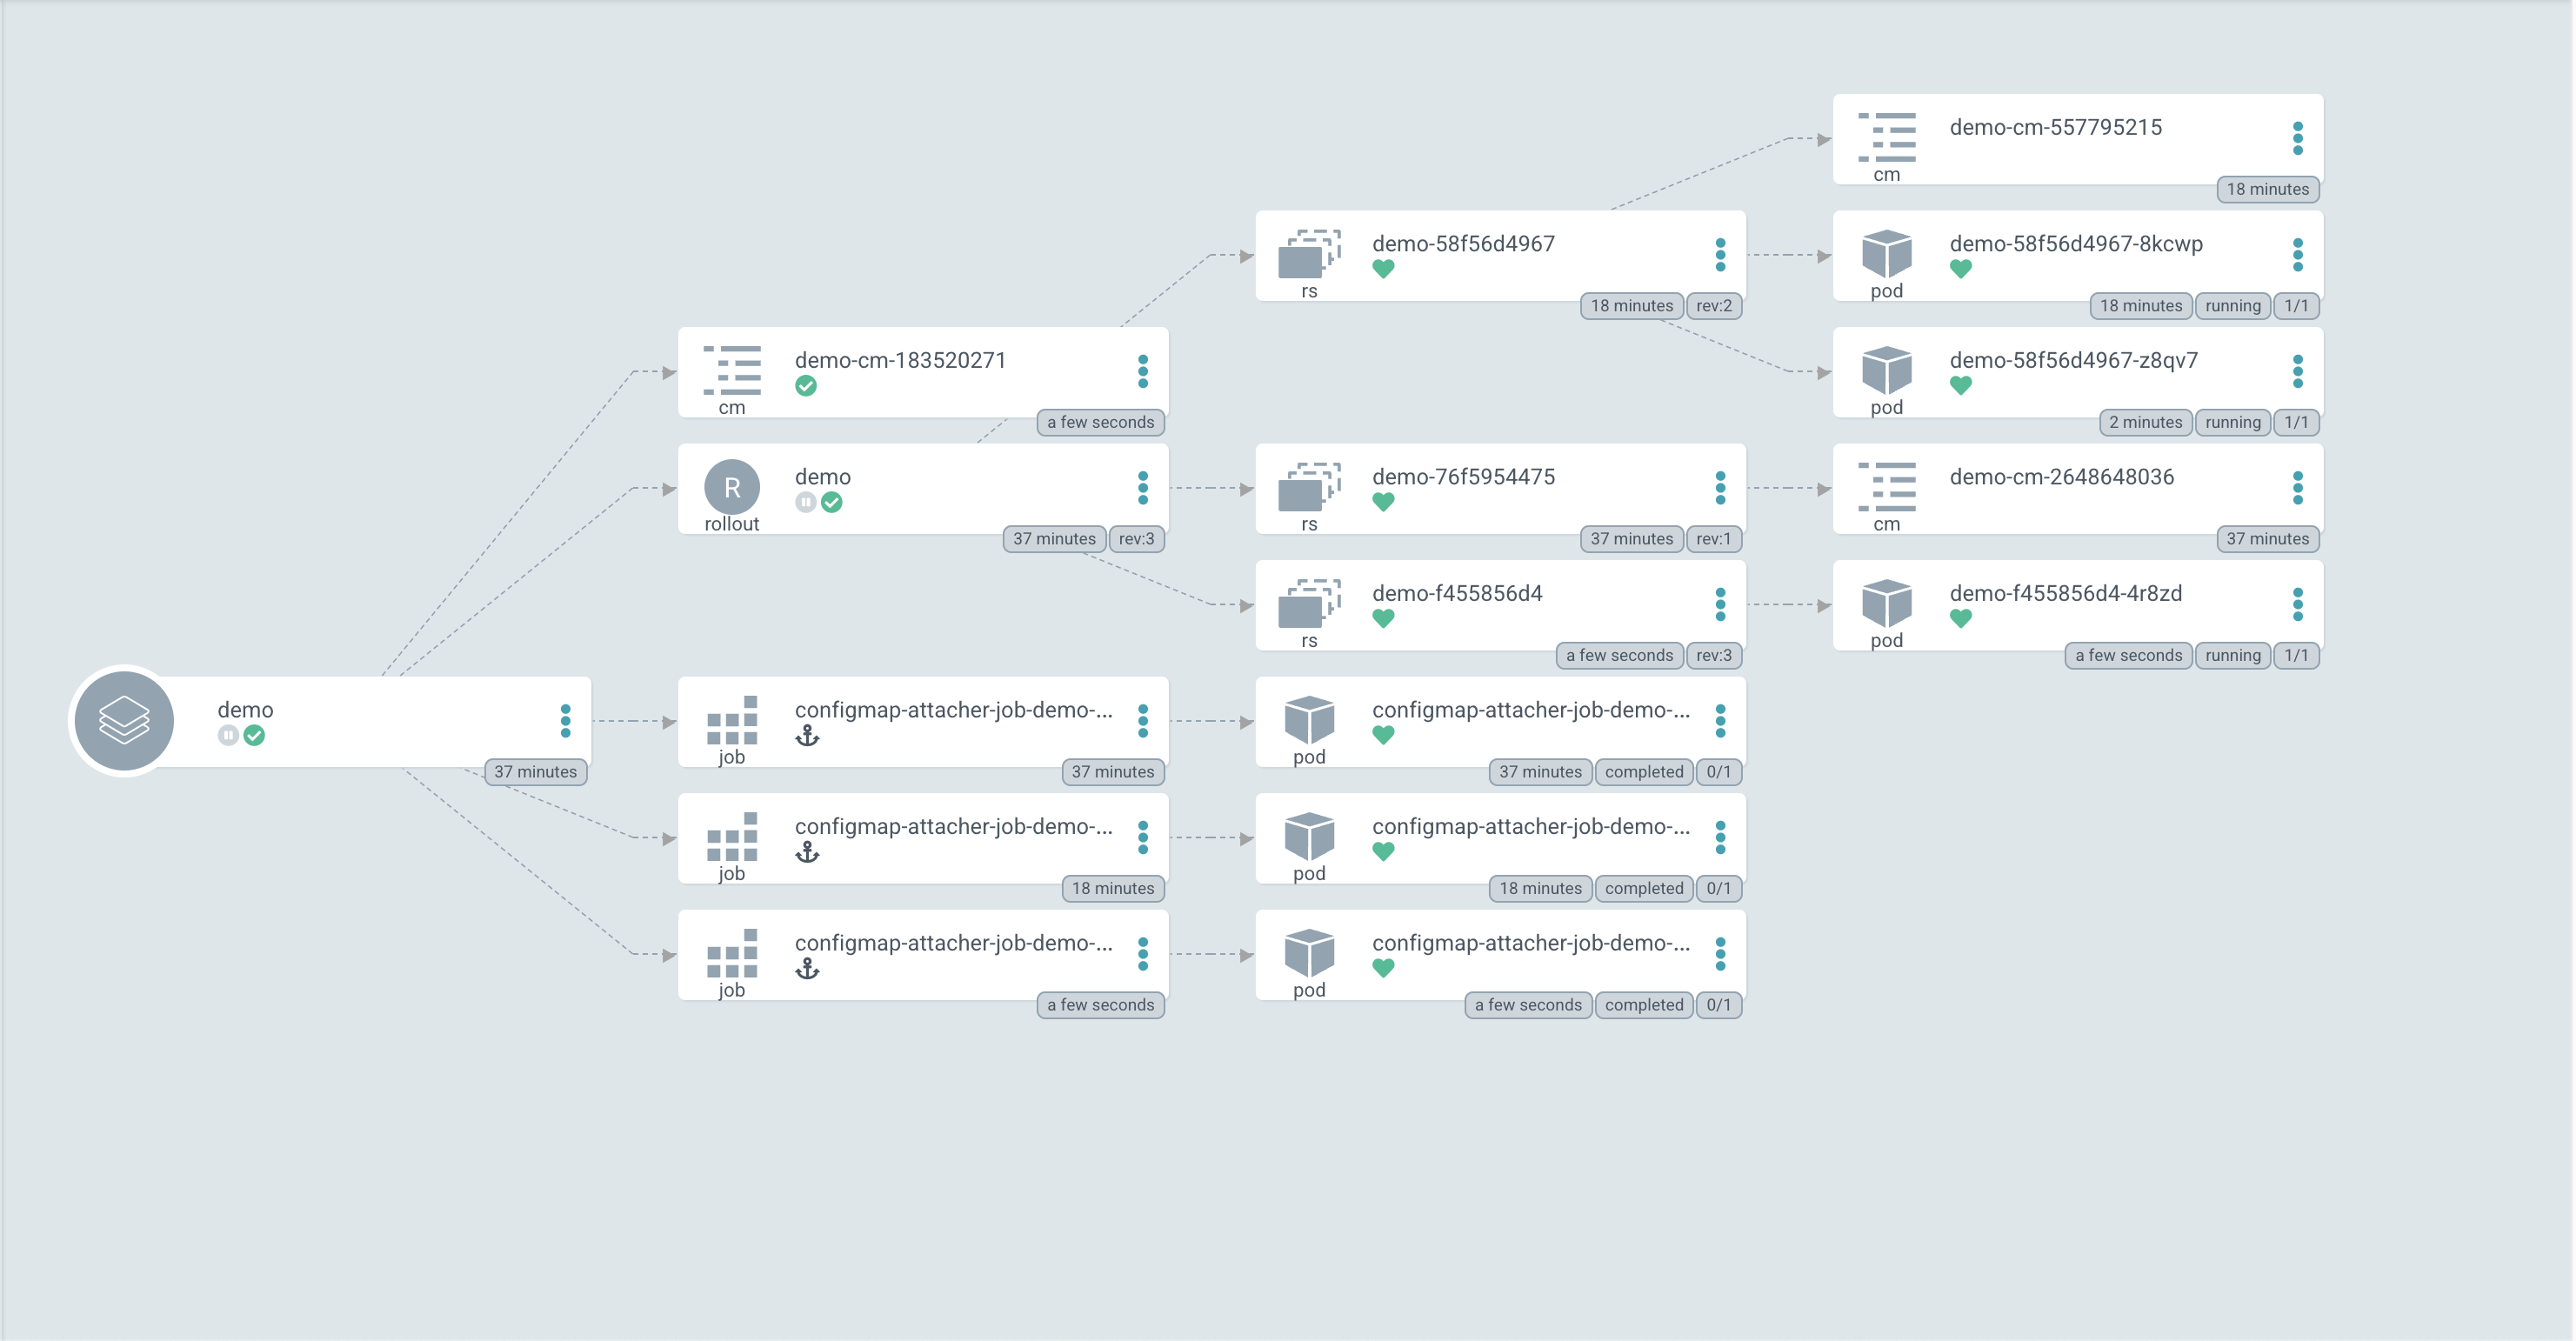 demo-cm-557795215
cm
18 minutes
demo-58f56d4967
rs
18 minutes rev:2
demo-58f56d4967-8kcwp
pod
18 minutes running 1/1
demo-cm-183520271
cm
a few seconds
demo-58f56d4967-z8qv7
pod
2 minutes running 1/1
R
demo
rollout
37 minutes rev:3
demo-76f5954475
rs
37 minutes rev:1
demo-cm-2648648036
cm
37 minutes
demo-f455856d4
rs
a few seconds rev:3
demo-f455856d4-4r8zd
pod
a few seconds running 1/1
demo
37 minutes
configmap-attacher-job-demo-...
job
37 minutes
configmap-attacher-job-demo-...
pod
37 minutes completed 0/1
configmap-attacher-job-demo-...
job
18 minutes
configmap-attacher-job-demo-...
pod
18 minutes completed 0/1
configmap-attacher-job-demo-...
job
a few seconds
configmap-attacher-job-demo-...
pod
a few seconds completed 0/1